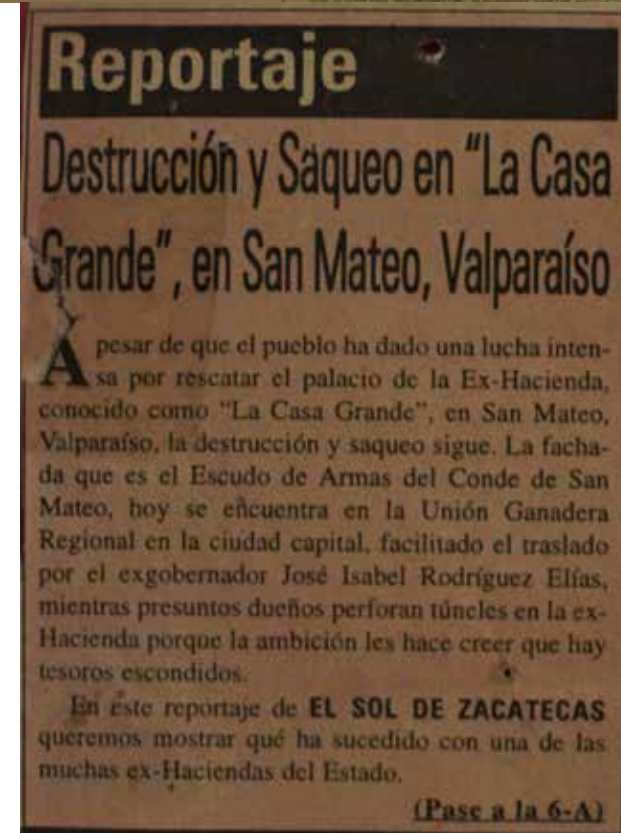 Reportaje
Destrucción y Saqueo en "La Casa
Grande", en San Mateo, Valparaíso
A pesar de que el pueblo ha dado una lucha inten-
sa por rescatar el palacio de la Ex-Hacienda,
conocido como "La Casa Grande", en San Mateo,
Valparaíso, la destrucción y saqueo sigue. La facha-
da que es el Escudo de Armas del Conde de San
Mateo, hoy se encuentra en la Unión Ganadera
Regional en la ciudad capital, facilitado el traslado
por el exgobernador José Isabel Rodríguez Elías,
mientras presuntos dueños perforan túneles en la ex-
Hacienda porque la ambición les hace creer que hay
tesoros escondidos.
En este reportaje de EL SOL DE ZACATECAS
queremos mostrar qué ha sucedido con una de las
muchas ex-Haciendas del Estado.
(Pase a la 6-A)